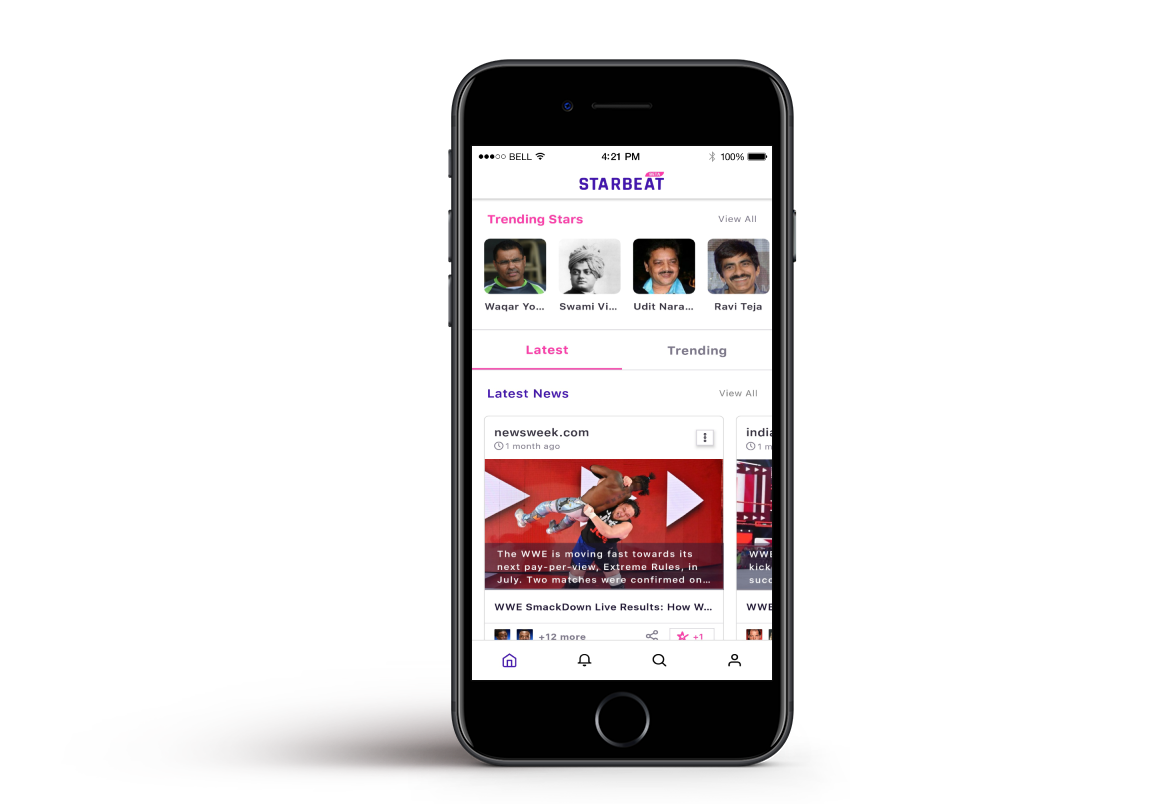 ●●●○○ BELL 4:21 PM 100%
STARBEAT BETA
Trending Stars View All
Waqar Yo... Swami Vi... Udit Nara... Ravi Teja
Latest Trending
Latest News View All
newsweek.com
1 month ago
The WWE is moving fast towards its
next pay-per-view, Extreme Rules, in
July. Two matches were confirmed on...
WWE SmackDown Live Results: How W...
+12 more +1
india
1 m
WWE
kick
succ
WWE